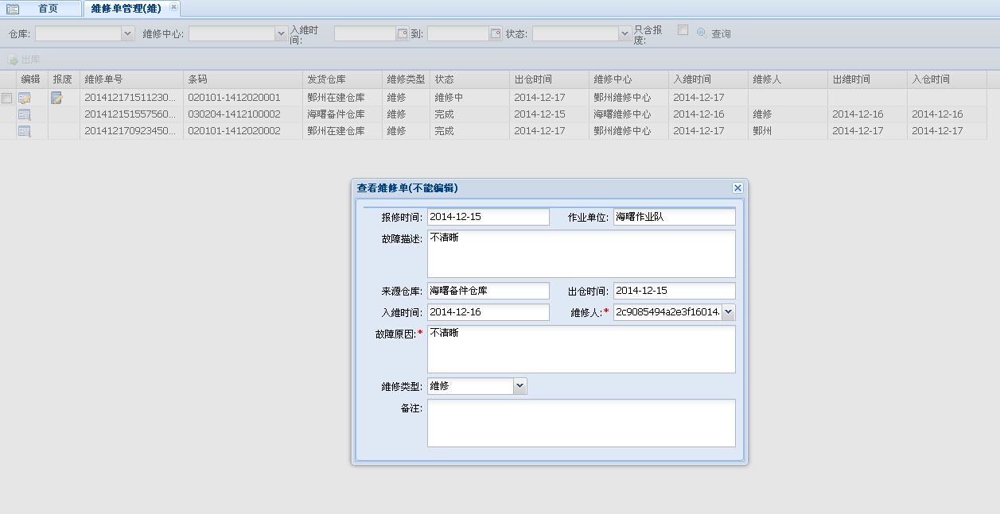 首页
维修单管理(维)
仓库:
维修中心:
入维时间:
到:
状态:
只含报废:
查询
出库
编辑 报废 维修单号 条码 发货仓库 维修类型 状态 出仓时间 维修中心 入维时间 维修人 出维时间 入仓时间
201412171511230... 020101-1412020001 鄞州在建仓库 维修 维修中 2014-12-17 鄞州维修中心 2014-12-17
201412151557560... 030204-1412100002 海曙备件仓库 维修 完成 2014-12-15 海曙维修中心 2014-12-16 维修 2014-12-16 2014-12-16
201412170923450... 020101-1412020002 鄞州在建仓库 维修 完成 2014-12-17 鄞州维修中心 2014-12-17 鄞州 2014-12-17 2014-12-17
查看维修单(不能编辑)
报修时间: 2014-12-15 作业单位: 海曙作业队
故障描述: 不清晰
来源仓库: 海曙备件仓库 出仓时间: 2014-12-15
入维时间: 2014-12-16 维修人:* 2c9085494a2e3f16014
故障原因:* 不清晰
维修类型: 维修
备注: